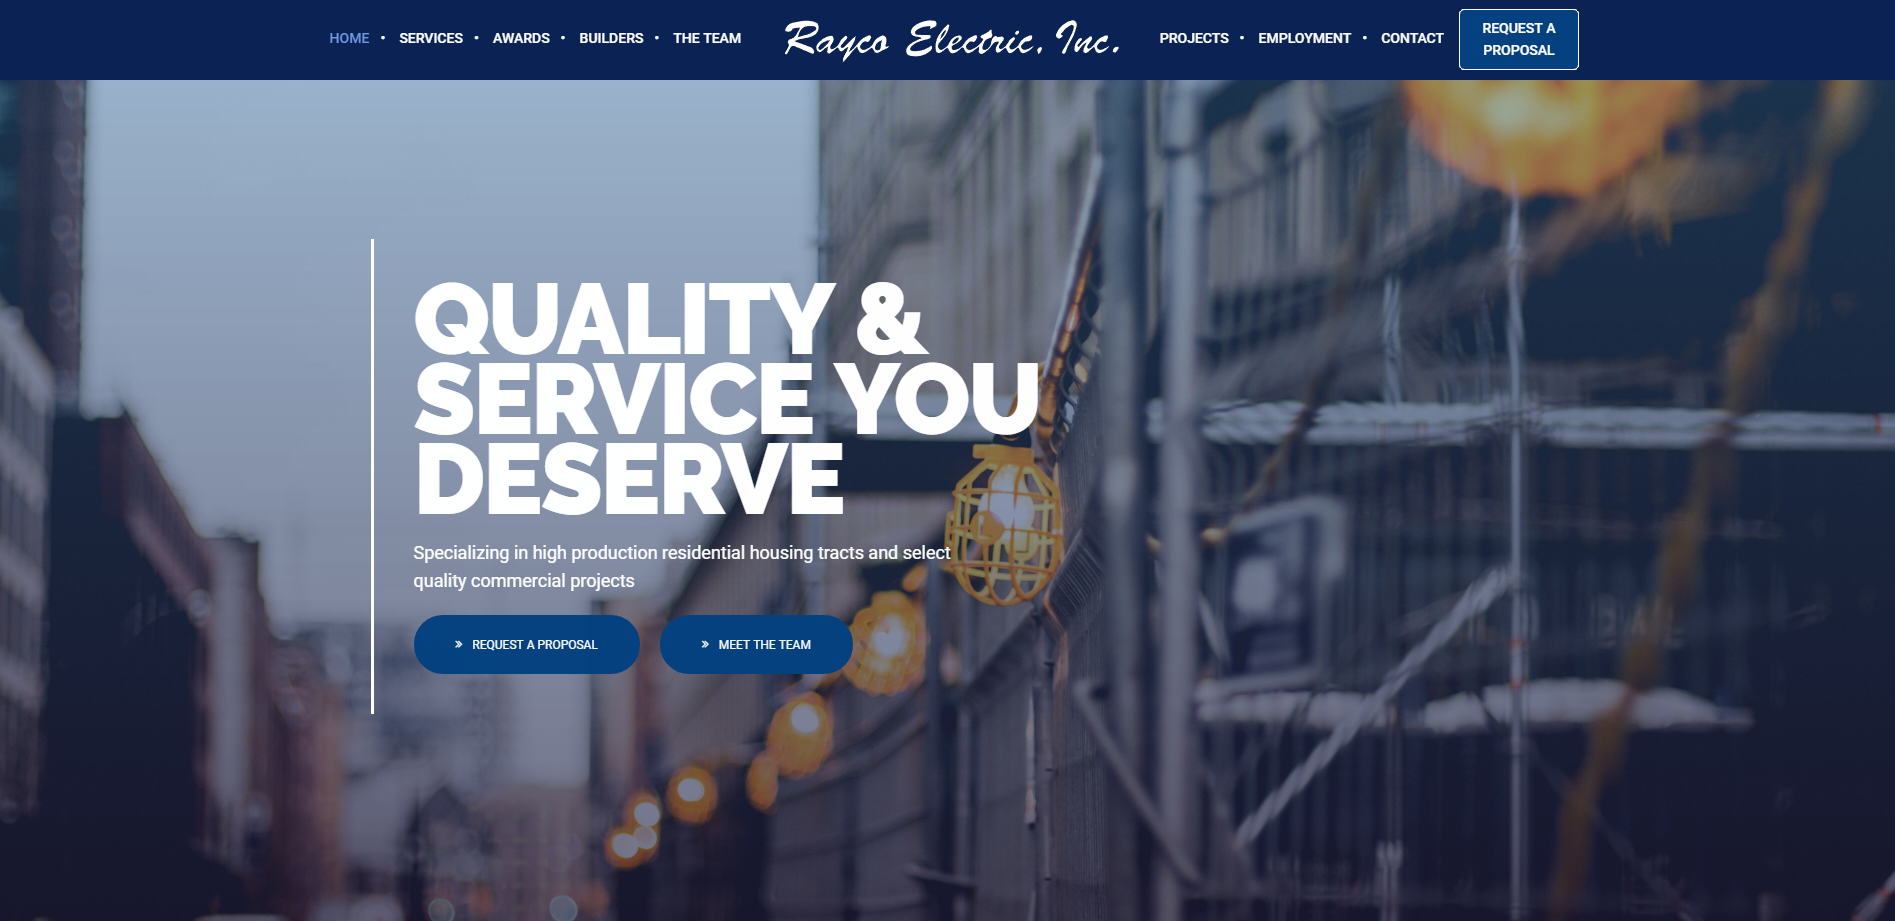 HOME • SERVICES • AWARDS • BUILDERS • THE TEAM
Rayco Electric, Inc.
PROJECTS • EMPLOYMENT • CONTACT
REQUEST A
PROPOSAL
QUALITY &
SERVICE YOU
DESERVE
Specializing in high production residential housing tracts and select
quality commercial projects
» REQUEST A PROPOSAL
» MEET THE TEAM